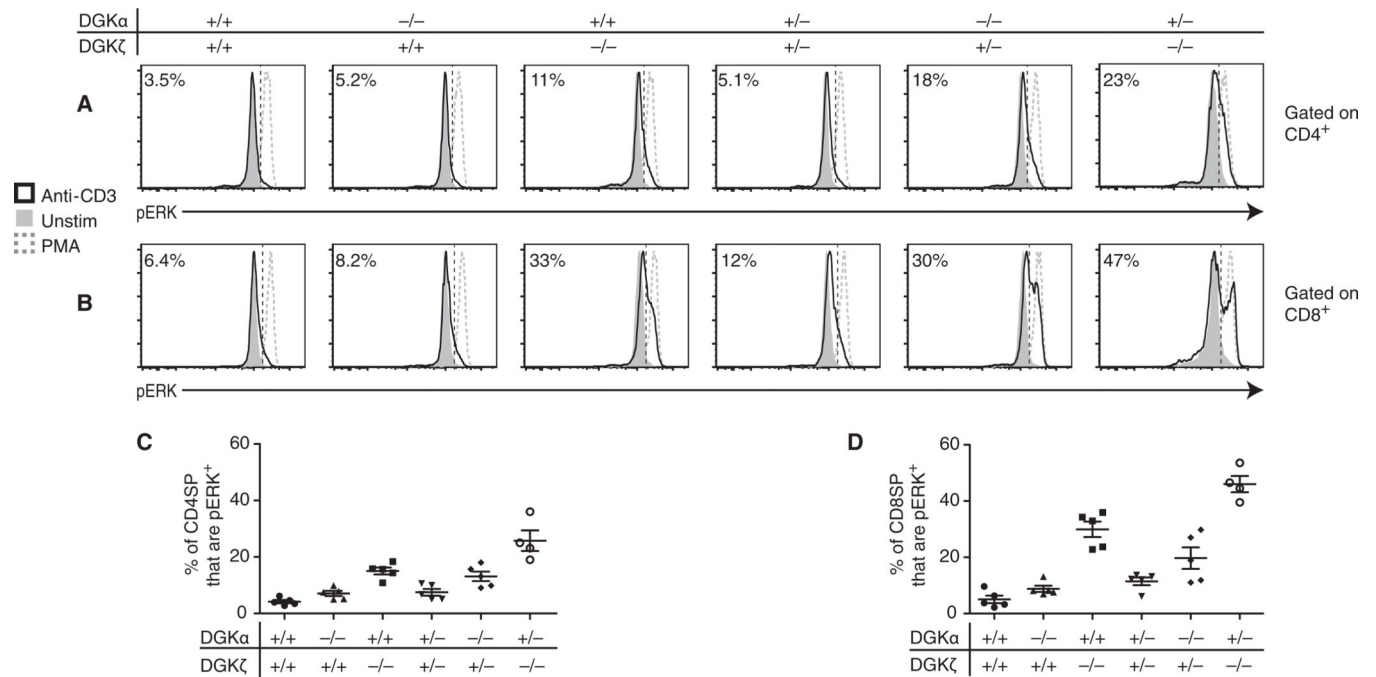 DGKα +/+ –/– +/+ +/– –/– +/–
DGKζ +/+ +/+ –/– +/– +/– –/–
A
3.5% 5.2% 11% 5.1% 18% 23%
Gated on
CD4+
Anti-CD3
Unstim
PMA
pERK
B
6.4% 8.2% 33% 12% 30% 47%
Gated on
CD8+
pERK
C
% of CD4SP
that are pERK+
60
40
20
0
DGKα +/+ –/– +/+ +/– –/– +/–
DGKζ +/+ +/+ –/– +/– +/– –/–
D
% of CD8SP
that are pERK+
60
40
20
0
DGKα +/+ –/– +/+ +/– –/– +/–
DGKζ +/+ +/+ –/– +/– +/– –/–